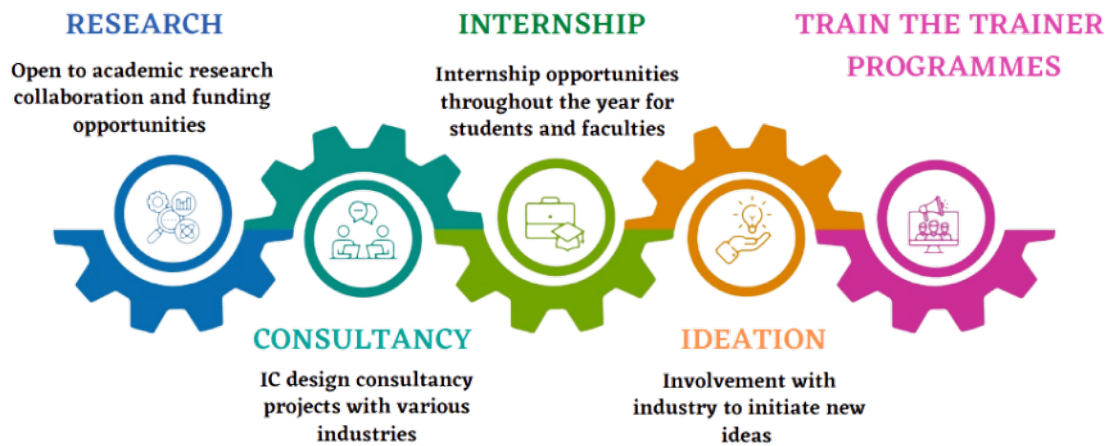 RESEARCH
Open to academic research
collaboration and funding
opportunities
INTERNSHIP
Internship opportunities
throughout the year for
students and faculties
TRAIN THE TRAINER
PROGRAMMES
CONSULTANCY
IC design consultancy
projects with various
industries
IDEATION
Involvement with
industry to initiate new
ideas